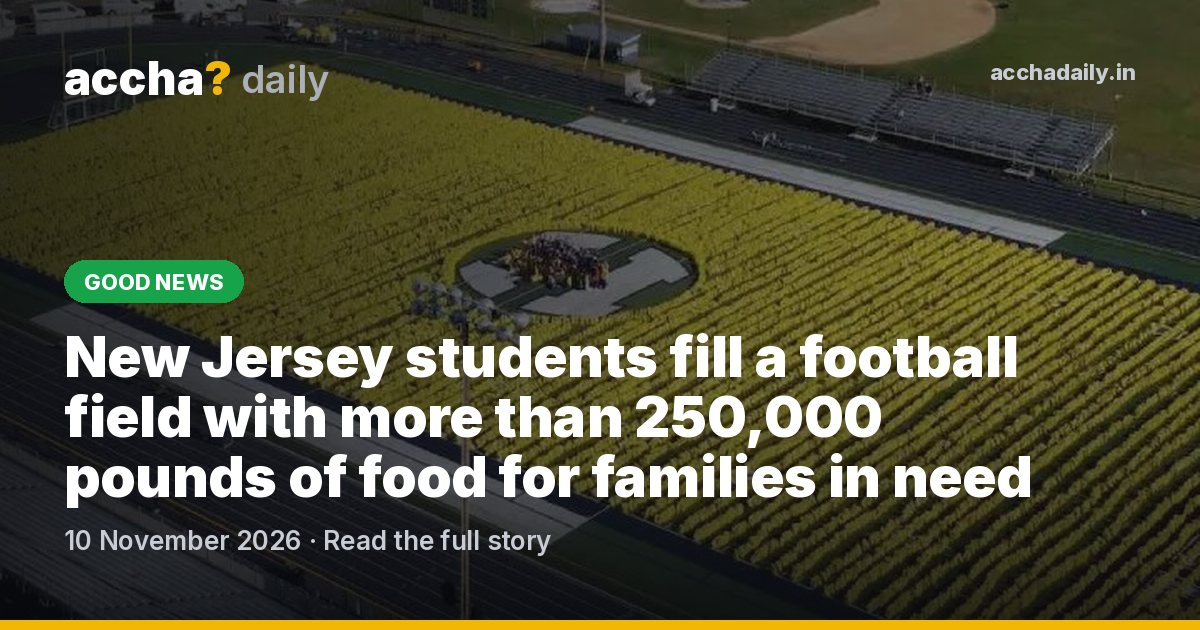 accha? daily
acchadaily.in
GOOD NEWS
New Jersey students fill a football
field with more than 250,000
pounds of food for families in need
10 November 2026 · Read the full story